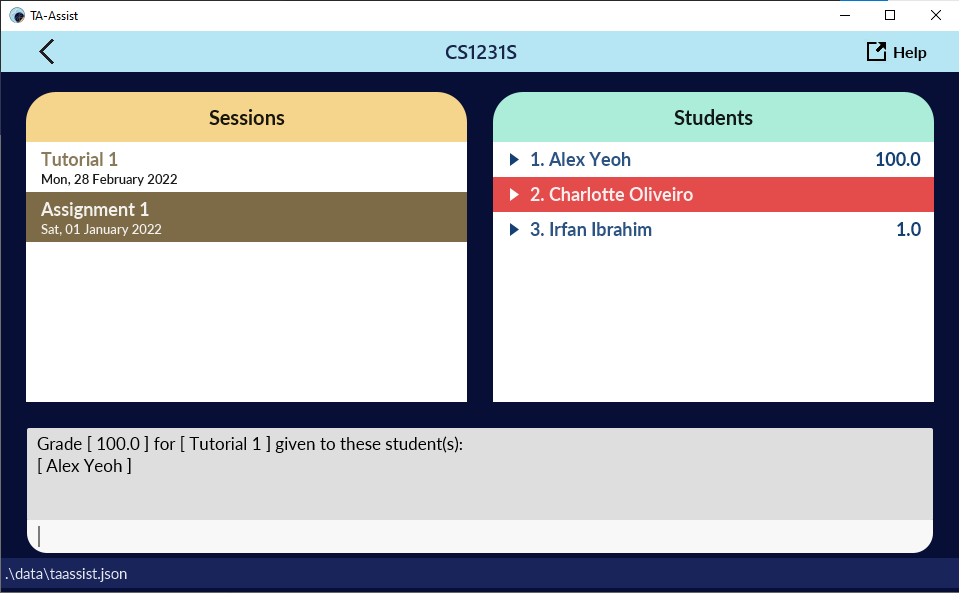 TA-Assist
CS1231S
Help
Sessions
Tutorial 1
Mon, 28 February 2022
Assignment 1
Sat, 01 January 2022
Students
1. Alex Yeoh 100.0
2. Charlotte Oliveiro
3. Irfan Ibrahim 1.0
Grade [ 100.0 ] for [ Tutorial 1 ] given to these student(s):
[ Alex Yeoh ]
.\data\taassist.json